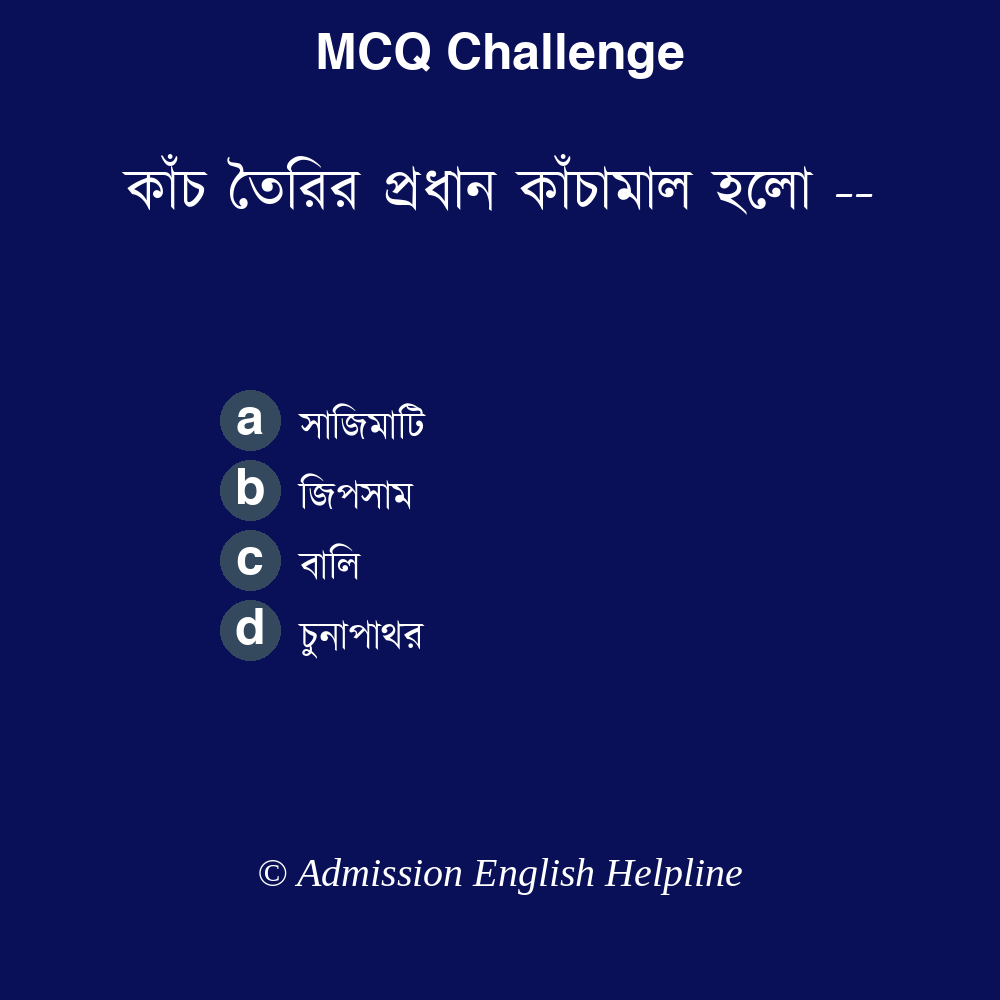 MCQ Challenge
কাঁচ তৈরির প্রধান কাঁচামাল হলো --
a সাজিমাটি
b জিপসাম
c বালি
d চুনাপাথর
© Admission English Helpline